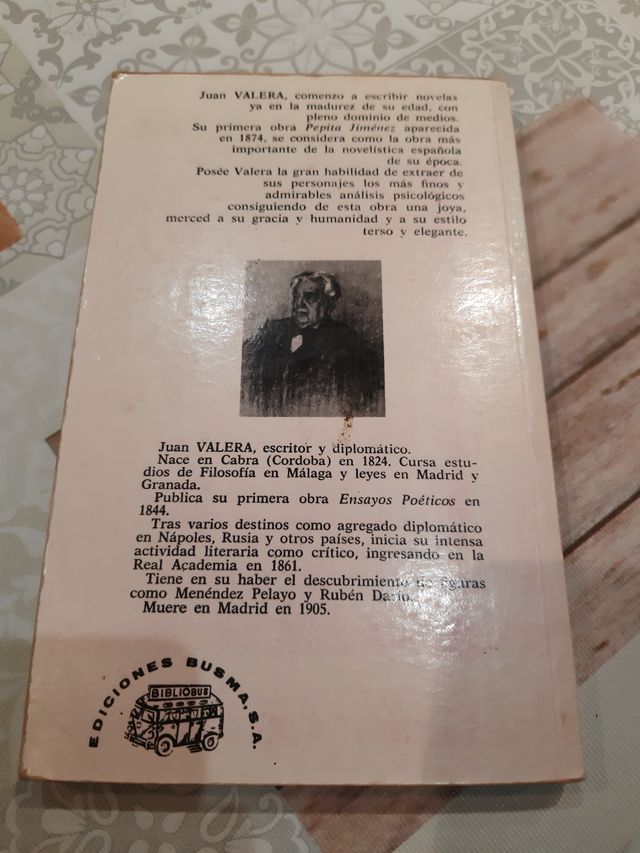 Juan VALERA, comenzo a escribir novelas
ya en la madurez de su edad, con
pleno dominio de medios.
Su primera obra Pepita Jiménez aparecida
en 1874, se considera como la obra más
importante de la novelística española
de su época.
Posée Valera la gran habilidad de extraer de
sus personajes los más finos y
admirables análisis psicológicos
consiguiendo de esta obra una joya,
merced a su gracia y humanidad y a su estilo
terso y elegante.
Juan VALERA, escritor y diplomático.
Nace en Cabra (Cordoba) en 1824. Cursa estu-
dios de Filosofía en Málaga y leyes en Madrid y
Granada.
Publica su primera obra Ensayos Poéticos en
1844.
Tras varios destinos como agregado diplomático
en Nápoles, Rusia y otros países, inicia su intensa
actividad literaria como crítico, ingresando en la
Real Academia en 1861.
Tiene en su haber el descubrimiento de figuras
como Menéndez Pelayo y Rubén Darío.
Muere en Madrid en 1905.
EDICIONES BUSMA, S.A.
BIBLIOBUS